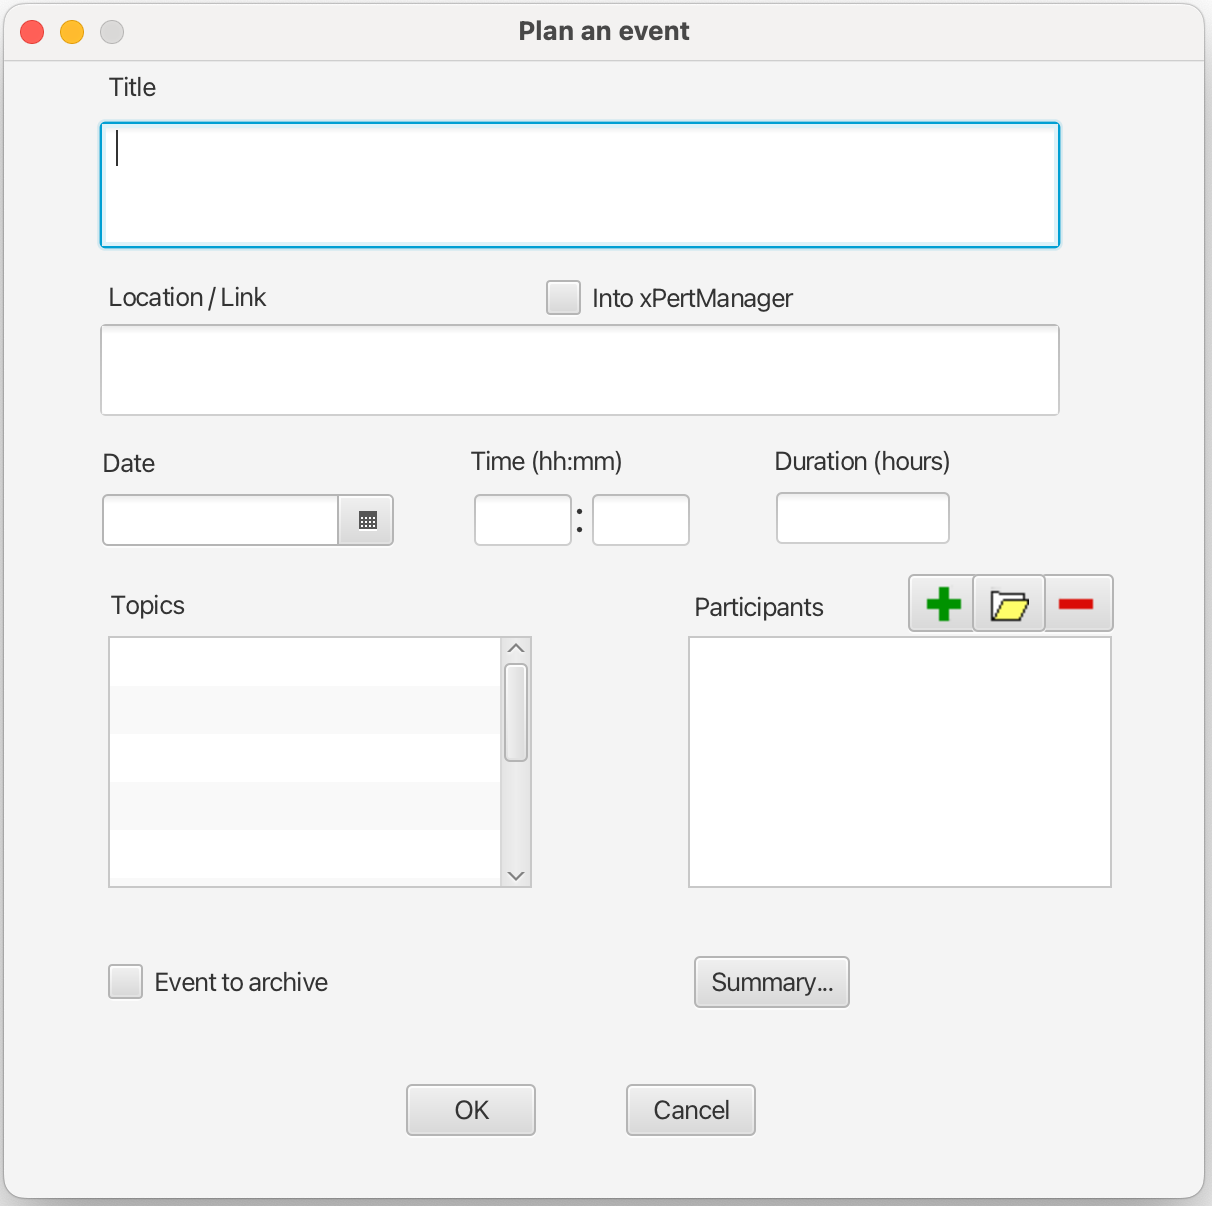 Plan an event
Title
Location / Link
Into xPertManager
Date
Time (hh:mm)
Duration (hours)
:
Topics
Participants
Event to archive
Summary...
OK
Cancel